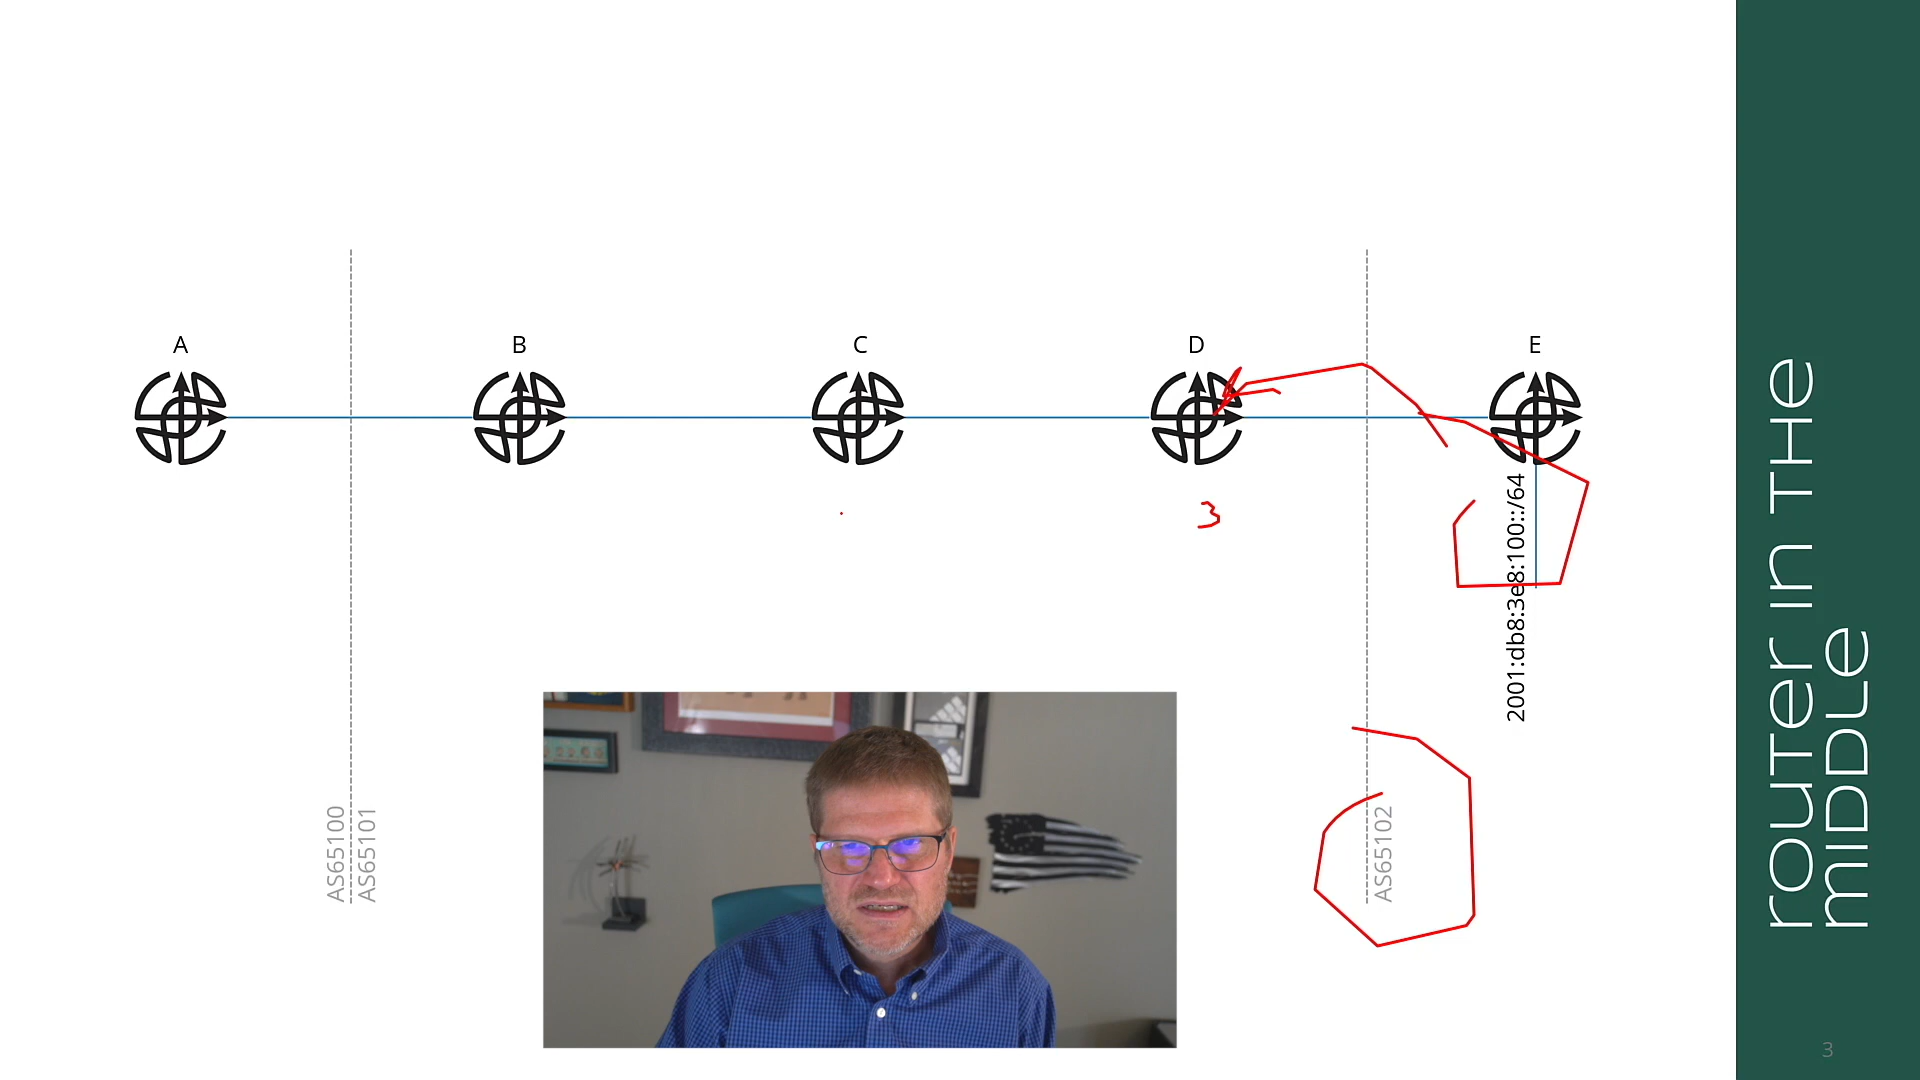 A
B
C
D
E
3
2001:db8:3e8:100::/64
AS65100
AS65101
AS65102
rOUTEr IN THE
MIDDLE
3